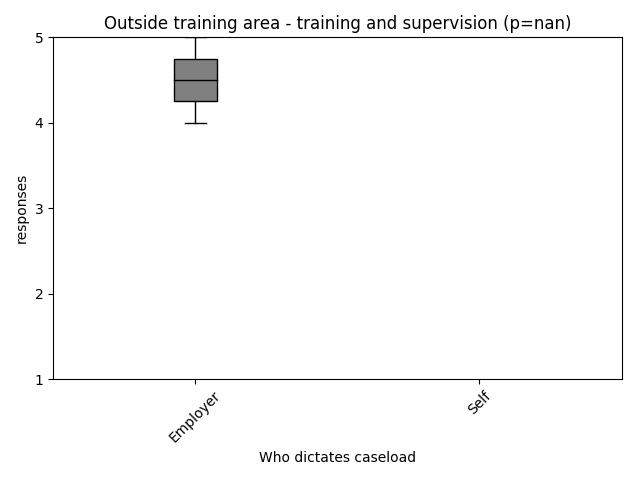 Outside training area - training and supervision (p=nan)
5
4
3
2
1
responses
Employer
Self
Who dictates caseload